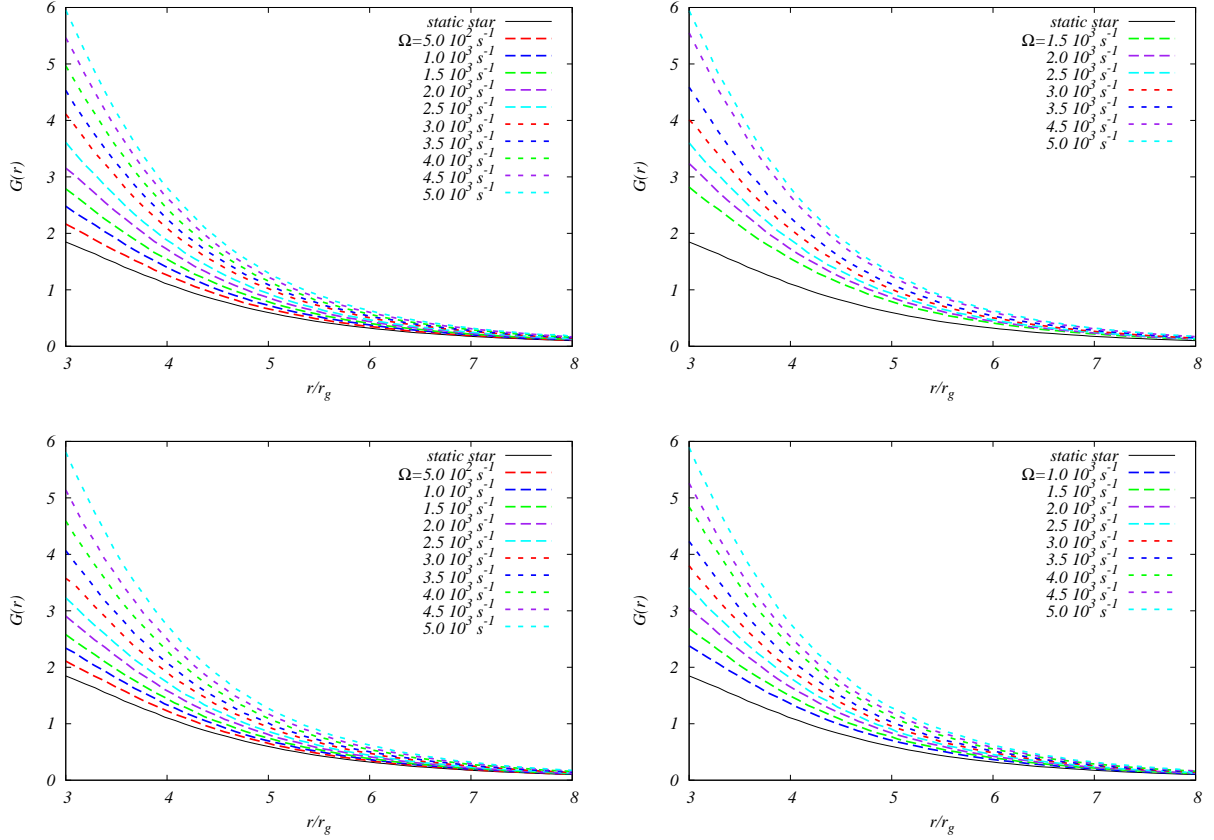 6
5
4
3
2
1
0
G(r)
static star
Ω=5.0 10² s⁻¹
1.0 10³ s⁻¹
1.5 10³ s⁻¹
2.0 10³ s⁻¹
2.5 10³ s⁻¹
3.0 10³ s⁻¹
3.5 10³ s⁻¹
4.0 10³ s⁻¹
4.5 10³ s⁻¹
5.0 10³ s⁻¹
3 4 5 6 7 8
r/r_g
6
5
4
3
2
1
0
G(r)
static star
Ω=1.5 10³ s⁻¹
2.0 10³ s⁻¹
2.5 10³ s⁻¹
3.0 10³ s⁻¹
3.5 10³ s⁻¹
4.5 10³ s⁻¹
5.0 10³ s⁻¹
3 4 5 6 7 8
r/r_g
6
5
4
3
2
1
0
G(r)
static star
Ω=5.0 10² s⁻¹
1.0 10³ s⁻¹
1.5 10³ s⁻¹
2.0 10³ s⁻¹
2.5 10³ s⁻¹
3.0 10³ s⁻¹
3.5 10³ s⁻¹
4.0 10³ s⁻¹
4.5 10³ s⁻¹
5.0 10³ s⁻¹
3 4 5 6 7 8
r/r_g
6
5
4
3
2
1
0
G(r)
static star
Ω=1.0 10³ s⁻¹
1.5 10³ s⁻¹
2.0 10³ s⁻¹
2.5 10³ s⁻¹
3.0 10³ s⁻¹
3.5 10³ s⁻¹
4.0 10³ s⁻¹
4.5 10³ s⁻¹
5.0 10³ s⁻¹
3 4 5 6 7 8
r/r_g